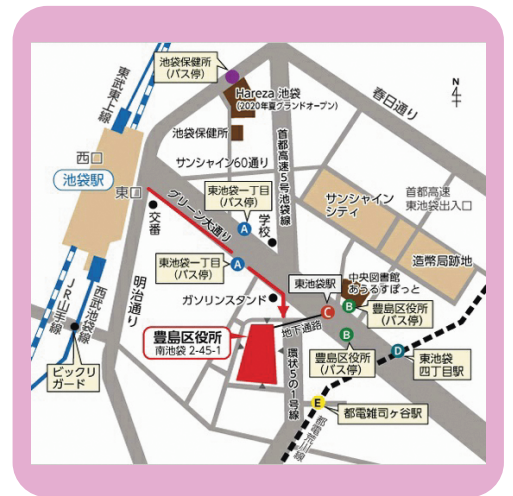 池袋保健所
(バス停)
東武東上線
Hareza 池袋
(2020年夏グランドオープン)
N
4
春日通り
池袋保健所
西口
池袋駅
東口
サンシャイン60通り
首都高速5号池袋線
交番
グリーン大通り
東池袋一丁目
(バス停)
A
学校
サンシャイン
シティ
首都高速
東池袋出入口
造幣局跡地
東池袋一丁目
(バス停)
A
明治通り
ガソリンスタンド
東池袋駅
中央図書館
あうるすぽっと
JR山手線
西武池袋線
C
B
豊島区役所
(バス停)
豊島区役所
南池袋 2-45-1
地下通路
環状5の1号線
B
豊島区役所
(バス停)
D
東池袋
四丁目駅
ビックリ
ガード
E
都電雑司ヶ谷駅
都電荒川線